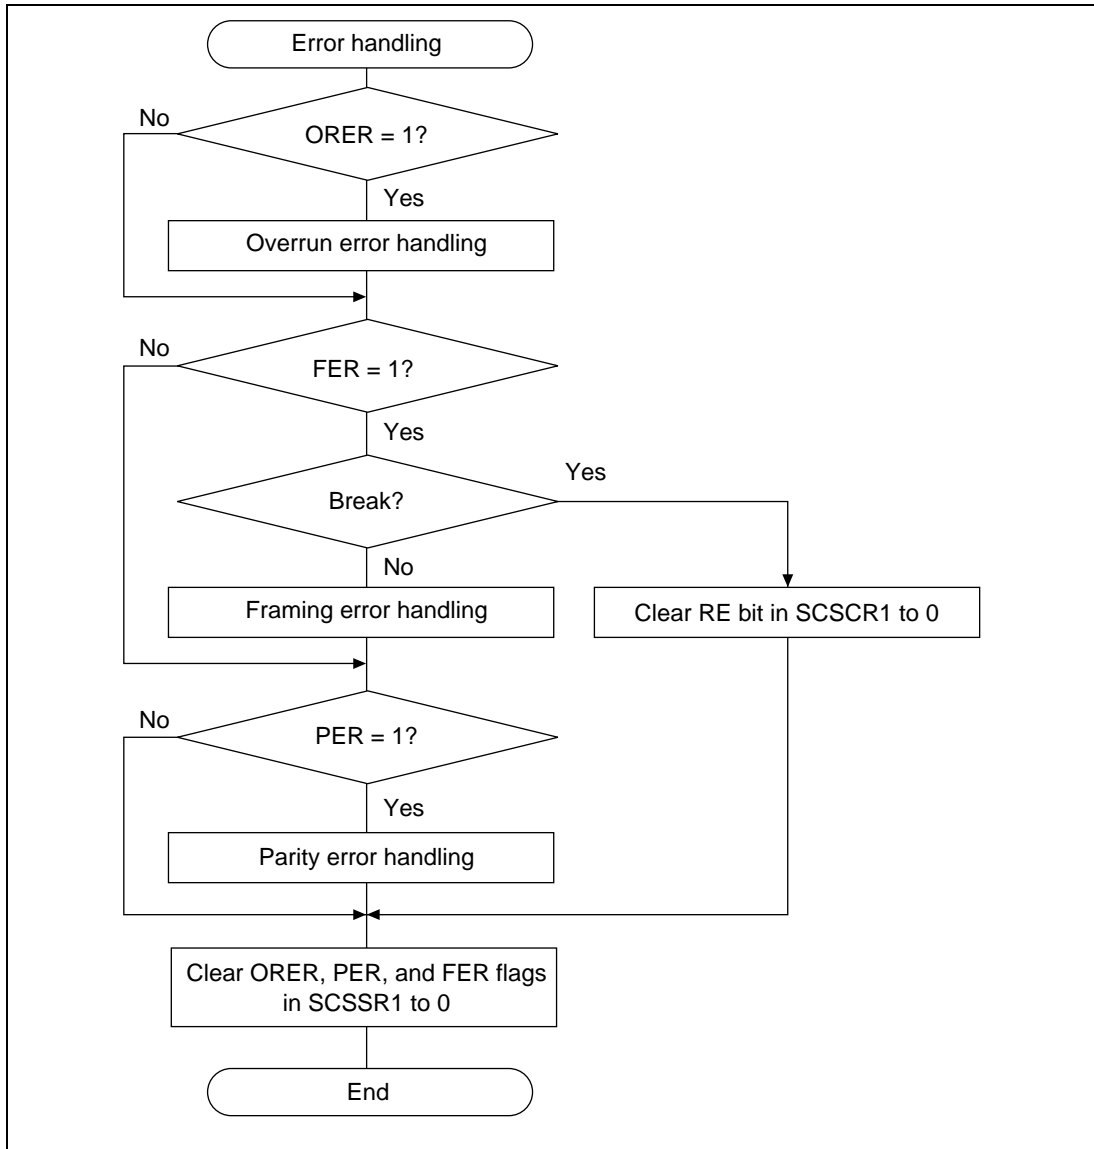 Error handling
No
ORER = 1?
Yes
Overrun error handling
No
FER = 1?
Yes
Yes
Break?
No
Framing error handling
Clear RE bit in SCSCR1 to 0
No
PER = 1?
Yes
Parity error handling
Clear ORER, PER, and FER flags
in SCSSR1 to 0
End